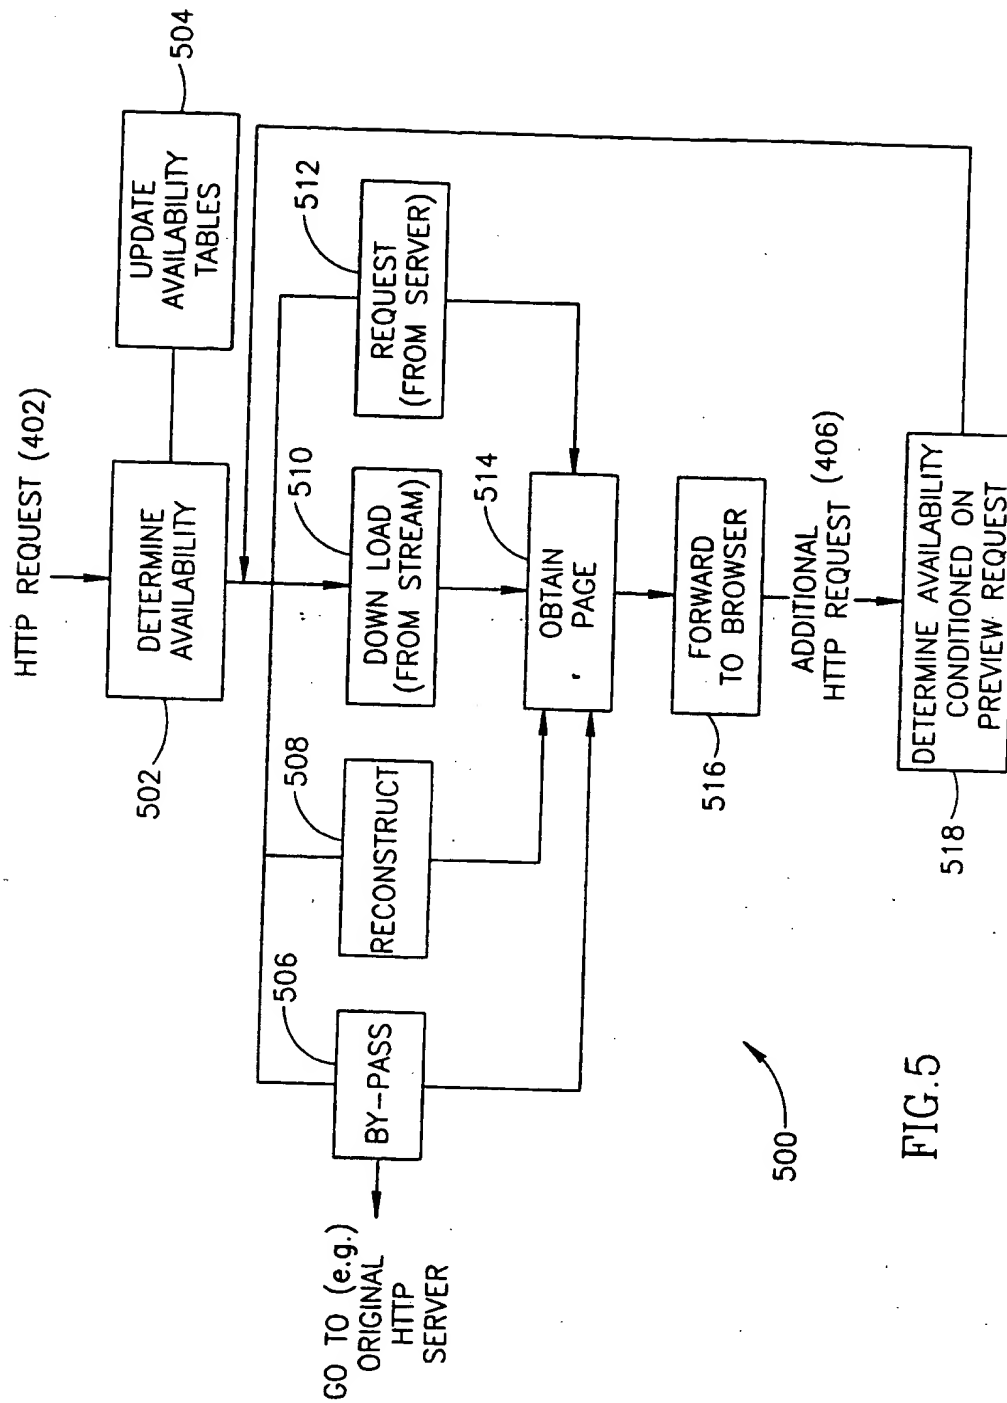 HTTP REQUEST (402)
DETERMINE
AVAILABILITY
502
UPDATE
AVAILABILITY
TABLES
504
BY-PASS
506
GO TO (e.g.)
ORIGINAL
HTTP
SERVER
RECONSTRUCT
508
DOWN LOAD
(FROM STREAM)
510
REQUEST
(FROM SERVER)
512
OBTAIN
PAGE
514
FORWARD
TO BROWSER
516
ADDITIONAL
HTTP REQUEST (406)
DETERMINE AVAILABILITY
CONDITIONED ON
PREVIEW REQUEST
518
500
FIG.5